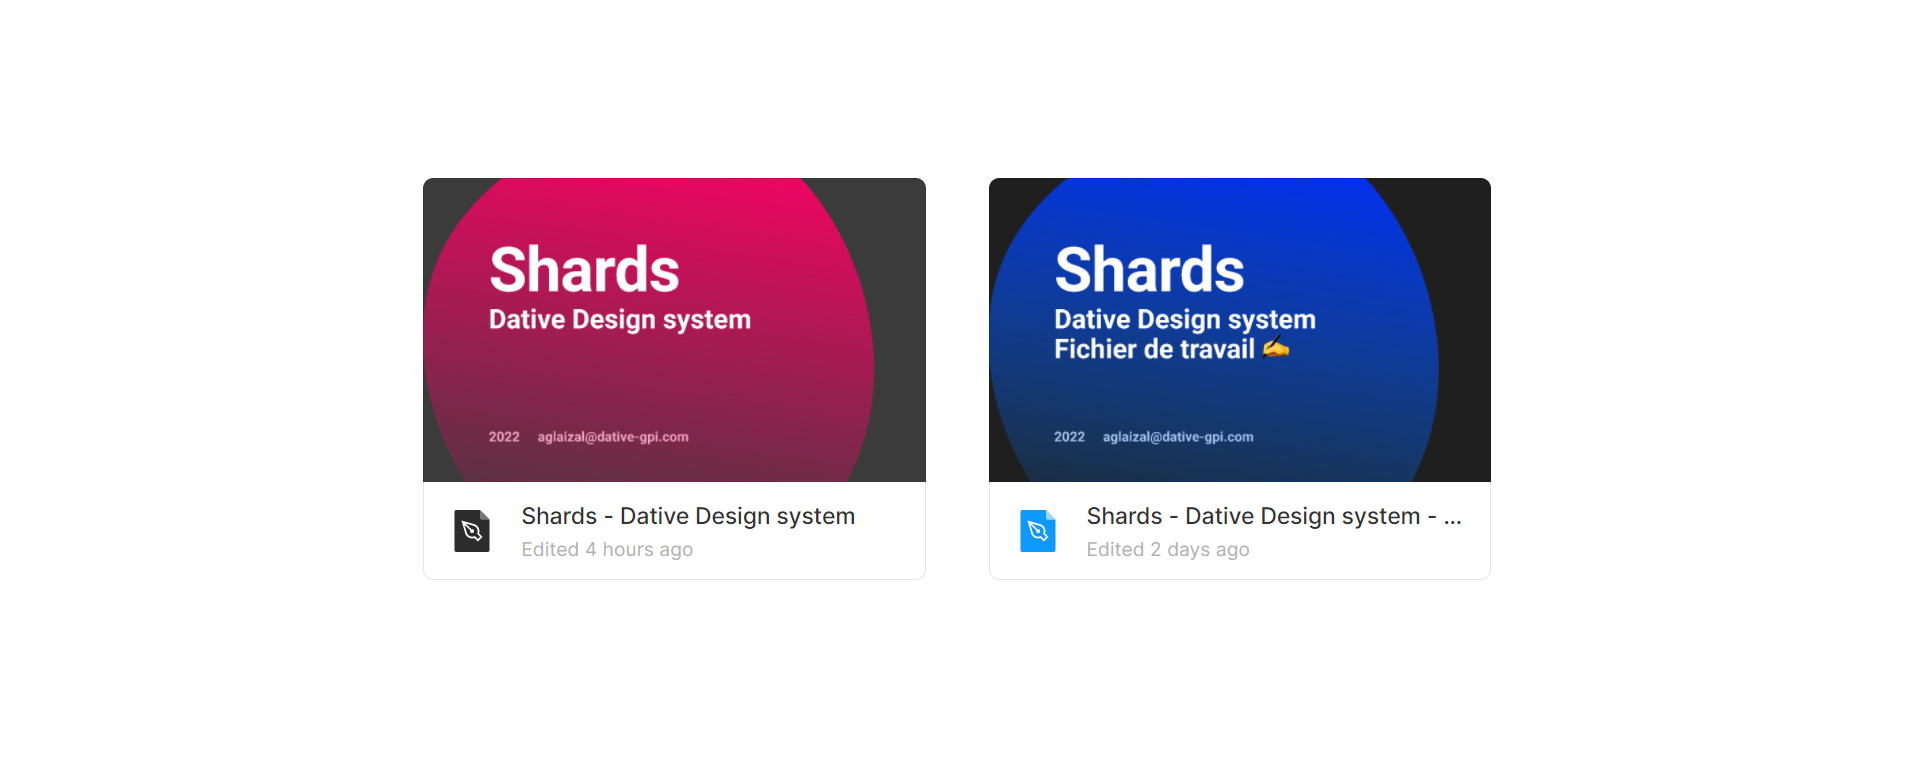 Shards
Dative Design system
2022 aglaizal@dative-gpi.com
Shards - Dative Design system
Edited 4 hours ago
Shards
Dative Design system
Fichier de travail ✍️
2022 aglaizal@dative-gpi.com
Shards - Dative Design system - ...
Edited 2 days ago